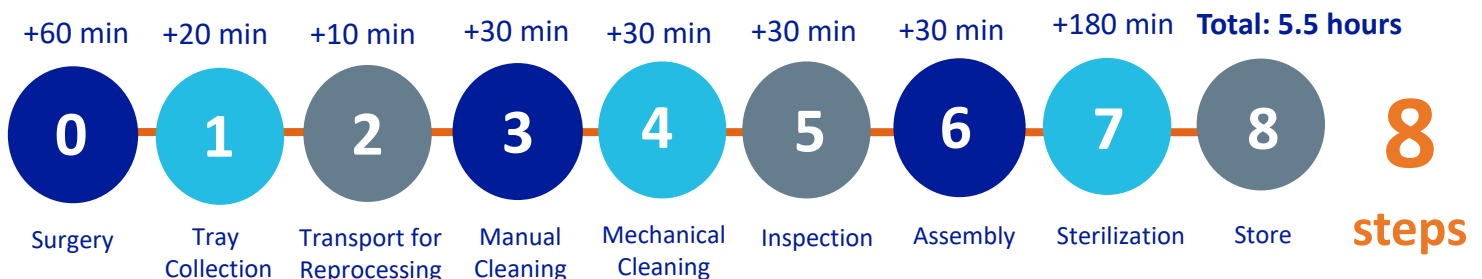 +60 min +20 min +10 min +30 min +30 min +30 min +30 min +180 min Total: 5.5 hours
0 1 2 3 4 5 6 7 8 8
steps
Surgery Tray Transport for Manual Mechanical Inspection Assembly Sterilization Store
Collection Reprocessing Cleaning Cleaning